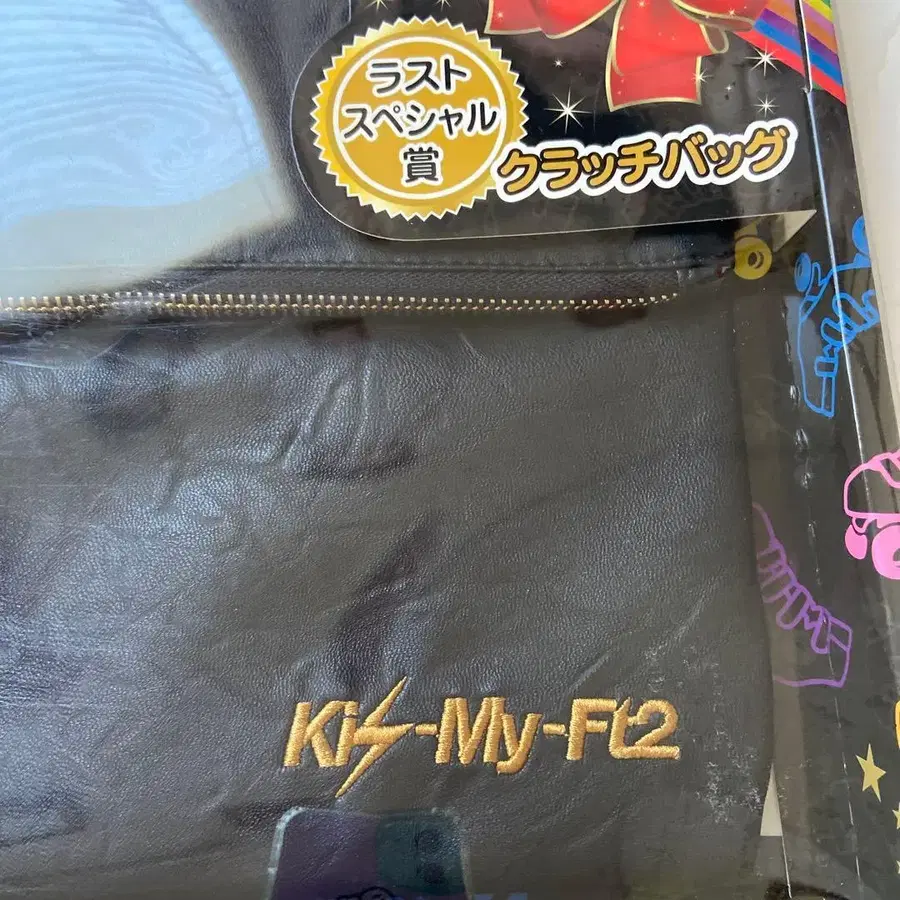 ラスト
スペシャル
賞
クラッチバッグ
Kis-My-Ft2